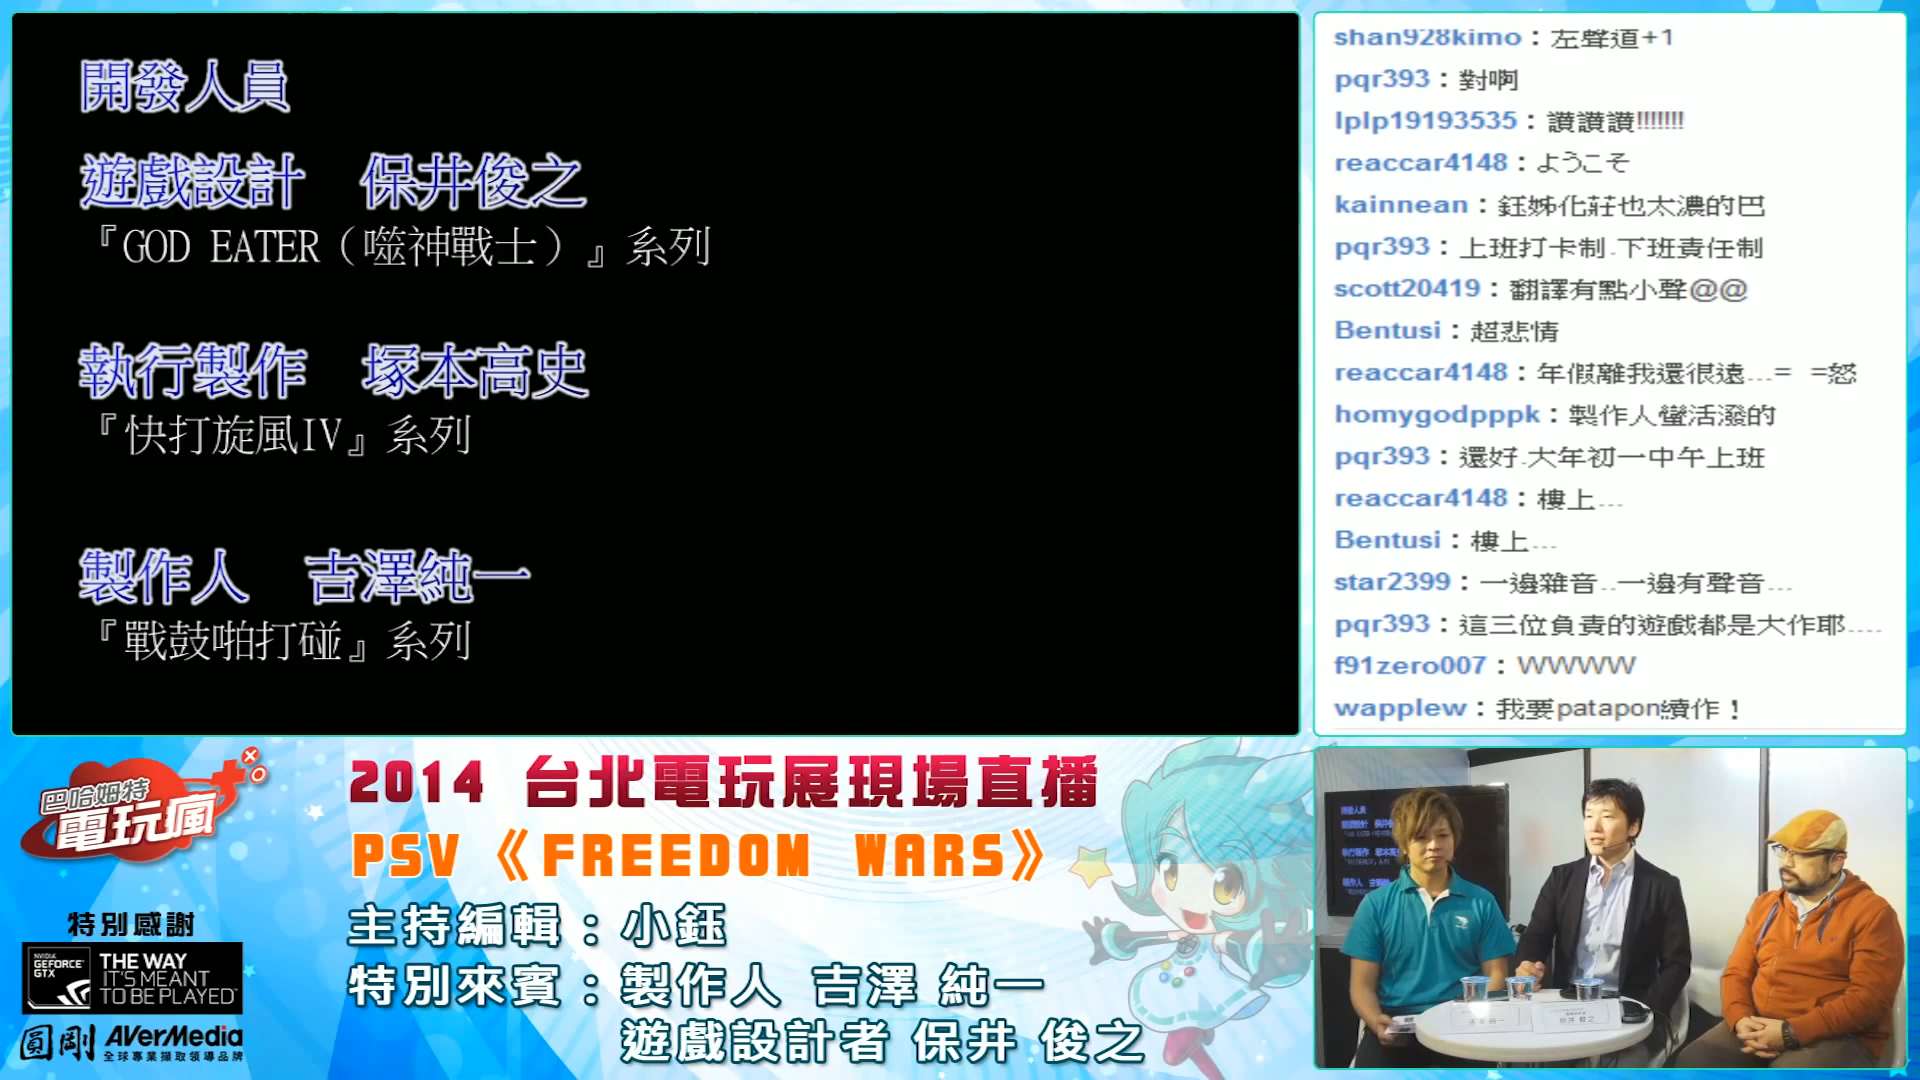 開發人員
遊戲設計　保井俊之
『GOD EATER（噬神戰士）』系列
執行製作　塚本高史
『快打旋風IV』系列
製作人　吉澤純一
『戰鼓啪打碰』系列
shan928kimo：左聲道+1
pqr393：對啊
lplp19193535：讚讚讚!!!!!!!
reaccar4148：ようこそ
kainnean：鈺姊化莊也太濃的巴
pqr393：上班打卡制.下班責任制
scott20419：翻譯有點小聲@@
Bentusi：超悲情
reaccar4148：年假離我還很遠...= =怒
homygodpppk：製作人蠻活潑的
pqr393：還好.大年初一中午上班
reaccar4148：樓上...
Bentusi：樓上...
star2399：一邊雜音..一邊有聲音...
pqr393：這三位負責的遊戲都是大作耶....
f91zero007：WWWW
wapplew：我要patapon續作！
巴哈姆特
電玩瘋
特別感謝
NVIDIA
GEFORCE
GTX
THE WAY
IT'S MEANT
TO BE PLAYED
圓剛 AVerMedia
全球專業擷取領導品牌
2014 台北電玩展現場直播
PSV《FREEDOM WARS》
主持編輯：小鈺
特別來賓：製作人 吉澤 純一
遊戲設計者 保井 俊之